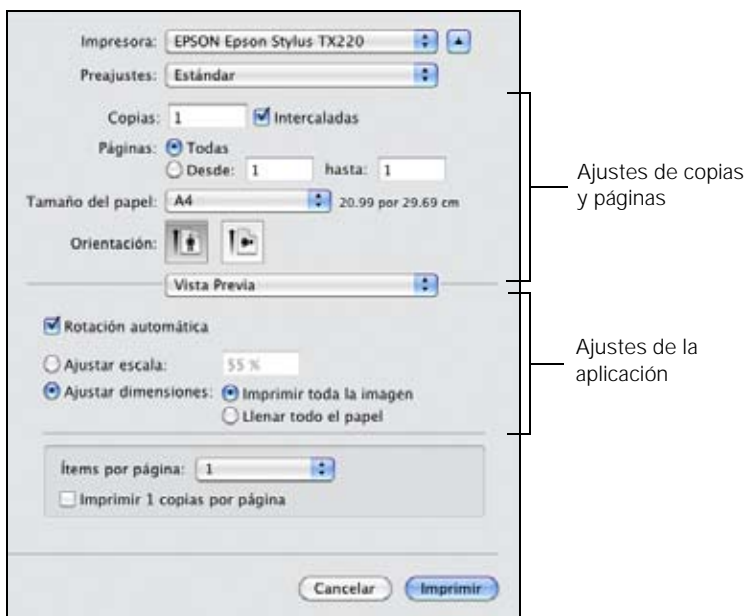 Impresora: EPSON Epson Stylus TX220
Preajustes: Estándar
Copias: 1 Intercaladas
Páginas: Todas
Desde: 1 hasta: 1
Tamaño del papel: A4 20.99 por 29.69 cm
Orientación:
Vista Previa
Rotación automática
Ajustar escala: 55 %
Ajustar dimensiones: Imprimir toda la imagen
Llenar todo el papel
Ítems por página: 1
Imprimir 1 copias por página
Cancelar Imprimir
Ajustes de copias
y páginas
Ajustes de la
aplicación